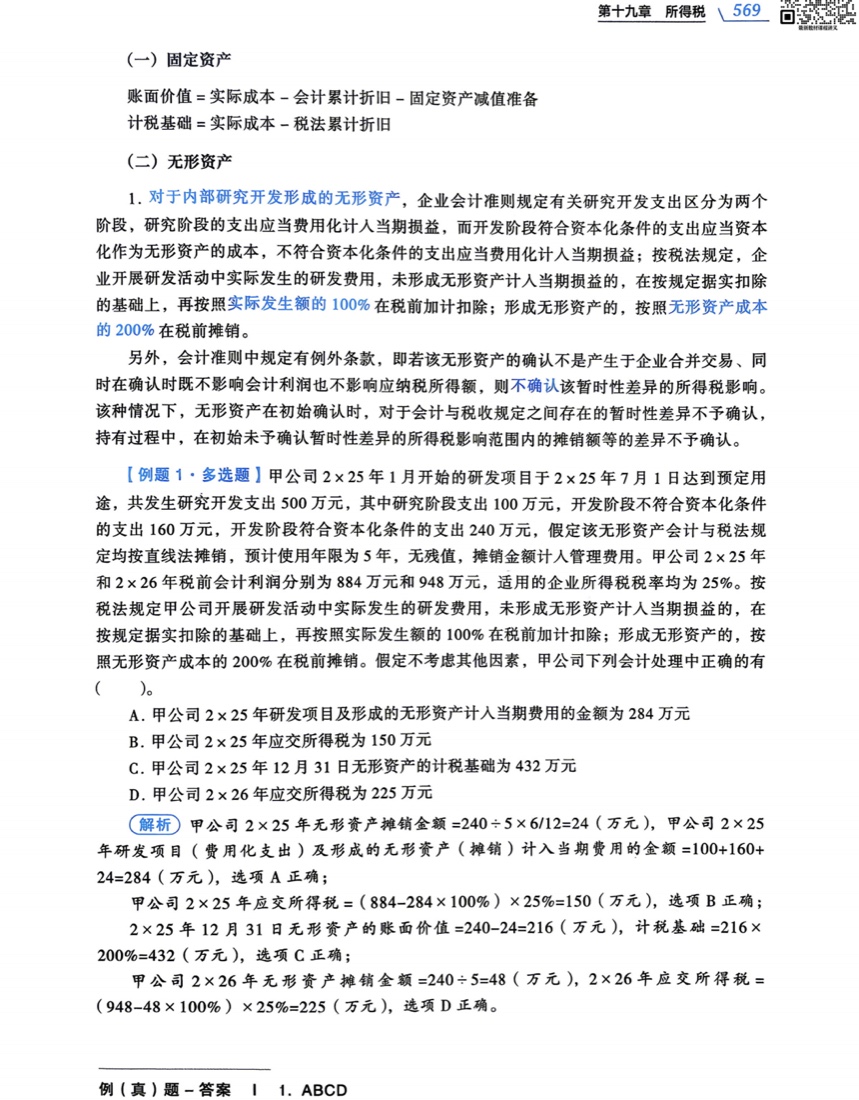 第十九章 所得税 569
(一) 固定资产
账面价值 = 实际成本 - 会计累计折旧 - 固定资产减值准备
计税基础 = 实际成本 - 税法累计折旧
(二) 无形资产
1. 对于内部研究开发形成的无形资产，企业会计准则规定有关研究开发支出区分为两个
阶段，研究阶段的支出应当费用化计入当期损益，而开发阶段符合资本化条件的支出应当资本
化作为无形资产的成本，不符合资本化条件的支出应当费用化计入当期损益；按税法规定，企
业开展研发活动中实际发生的研发费用，未形成无形资产计入当期损益的，在按规定据实扣除
的基础上，再按照实际发生额的 100% 在税前加计扣除；形成无形资产的，按照无形资产成本
的 200% 在税前摊销。
另外，会计准则中规定有例外条款，即若该无形资产的确认不是产生于企业合并交易、同
时在确认时既不影响会计利润也不影响应纳税所得额，则不确认该暂时性差异的所得税影响。
该种情况下，无形资产在初始确认时，对于会计与税收规定之间存在的暂时性差异不予确认，
持有过程中，在初始未予确认暂时性差异的所得税影响范围内的摊销额等的差异不予确认。
【例题 1·多选题】甲公司 2×25 年 1 月开始的研发项目于 2×25 年 7 月 1 日达到预定用
途，共发生研究开发支出 500 万元，其中研究阶段支出 100 万元，开发阶段不符合资本化条件
的支出 160 万元，开发阶段符合资本化条件的支出 240 万元，假定该无形资产会计与税法规
定均按直线法摊销，预计使用年限为 5 年，无残值，摊销金额计入管理费用。甲公司 2×25 年
和 2×26 年税前会计利润分别为 884 万元和 948 万元，适用的企业所得税税率均为 25%。按
税法规定甲公司开展研发活动中实际发生的研发费用，未形成无形资产计入当期损益的，在
按规定据实扣除的基础上，再按照实际发生额的 100% 在税前加计扣除；形成无形资产的，按
照无形资产成本的 200% 在税前摊销。假定不考虑其他因素，甲公司下列会计处理中正确的有
(  )。
A. 甲公司 2×25 年研发项目及形成的无形资产计入当期费用的金额为 284 万元
B. 甲公司 2×25 年应交所得税为 150 万元
C. 甲公司 2×25 年 12 月 31 日无形资产的计税基础为 432 万元
D. 甲公司 2×26 年应交所得税为 225 万元
解析 甲公司 2×25 年无形资产摊销金额 =240÷5×6/12=24（万元），甲公司 2×25
年研发项目（费用化支出）及形成的无形资产（摊销）计入当期费用的金额 =100+160+
24=284（万元），选项 A 正确；
甲公司 2×25 年应交所得税 =（884-284×100%）×25%=150（万元），选项 B 正确；
2×25 年 12 月 31 日无形资产的账面价值 =240-24=216（万元），计税基础 =216×
200%=432（万元），选项 C 正确；
甲公司 2×26 年无形资产摊销金额 =240÷5=48（万元），2×26 年应交所得税 =
（948-48×100%）×25%=225（万元），选项 D 正确。
例（真）题 - 答案 | 1. ABCD